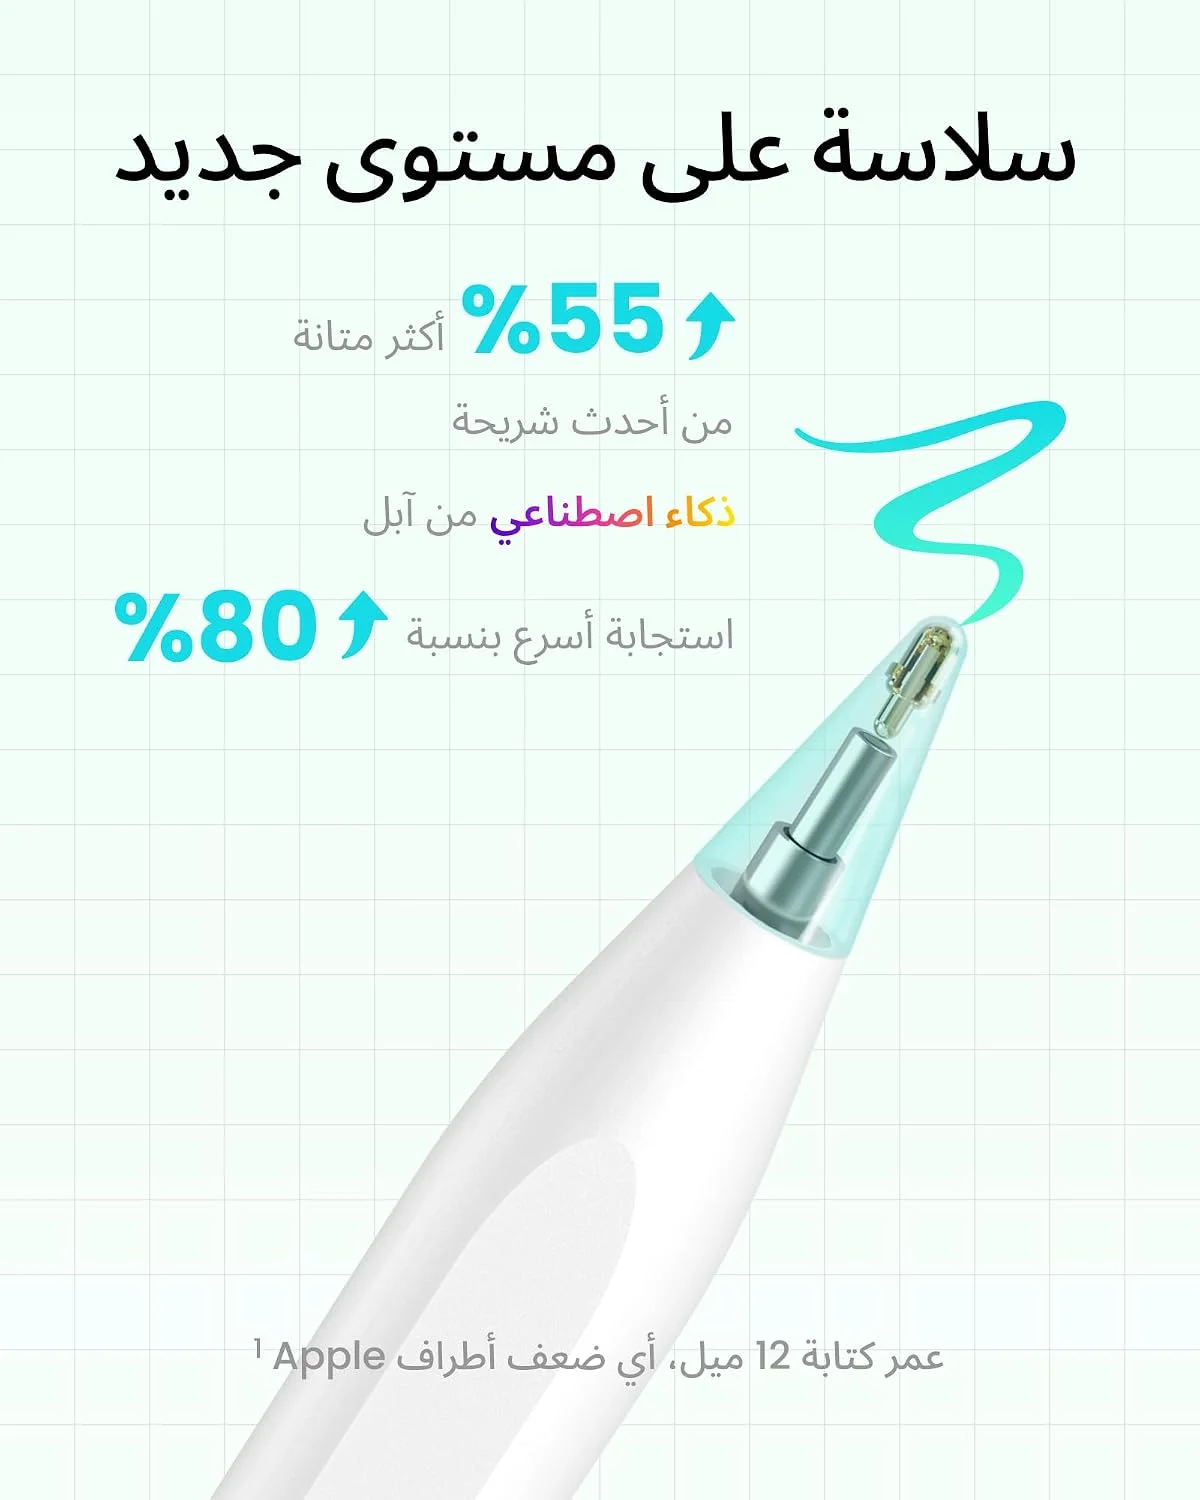 سلاسة على مستوى جديد
%55 أكثر متانة
من أحدث شريحة
ذكاء اصطناعي من آبل
استجابة أسرع بنسبة %80
عمر كتابة 12 ميل، أي ضعف أطراف Apple ¹